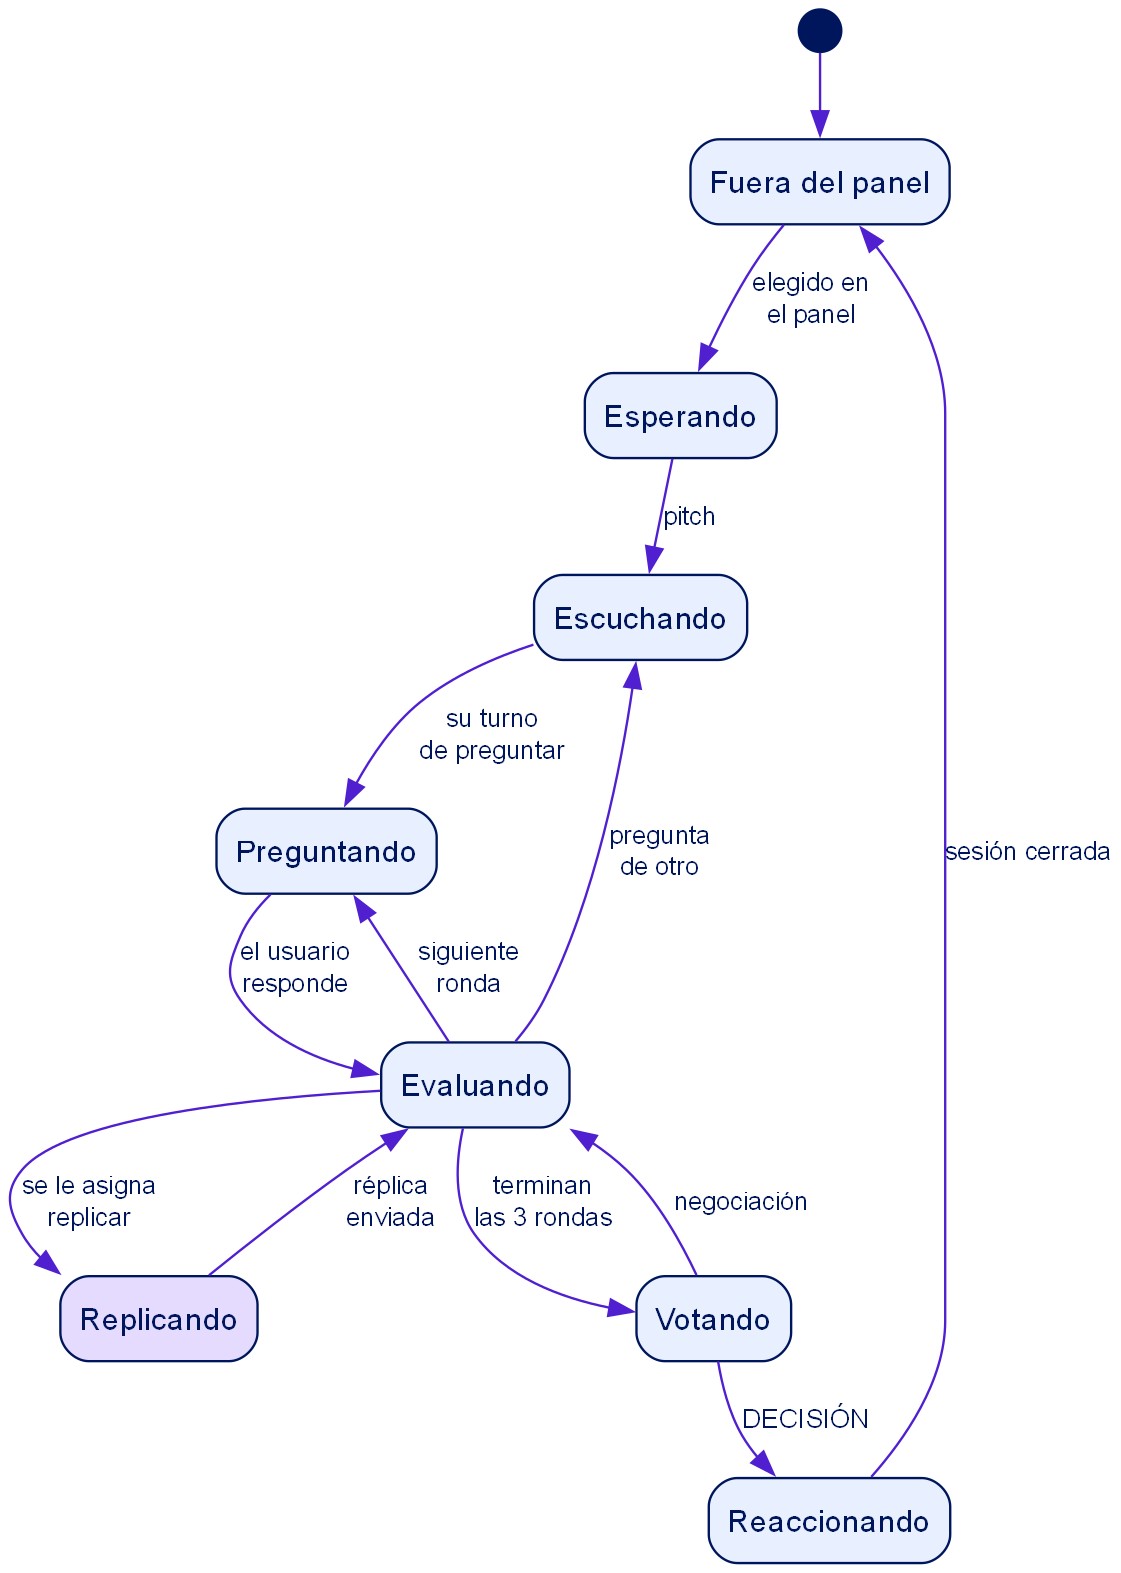 Fuera del panel
elegido en
el panel
Esperando
pitch
Escuchando
su turno
de preguntar
Preguntando
pregunta
de otro
sesión cerrada
el usuario
responde
siguiente
ronda
Evaluando
se le asigna
replicar
réplica
enviada
terminan
las 3 rondas
negociación
Replicando
Votando
DECISIÓN
Reaccionando